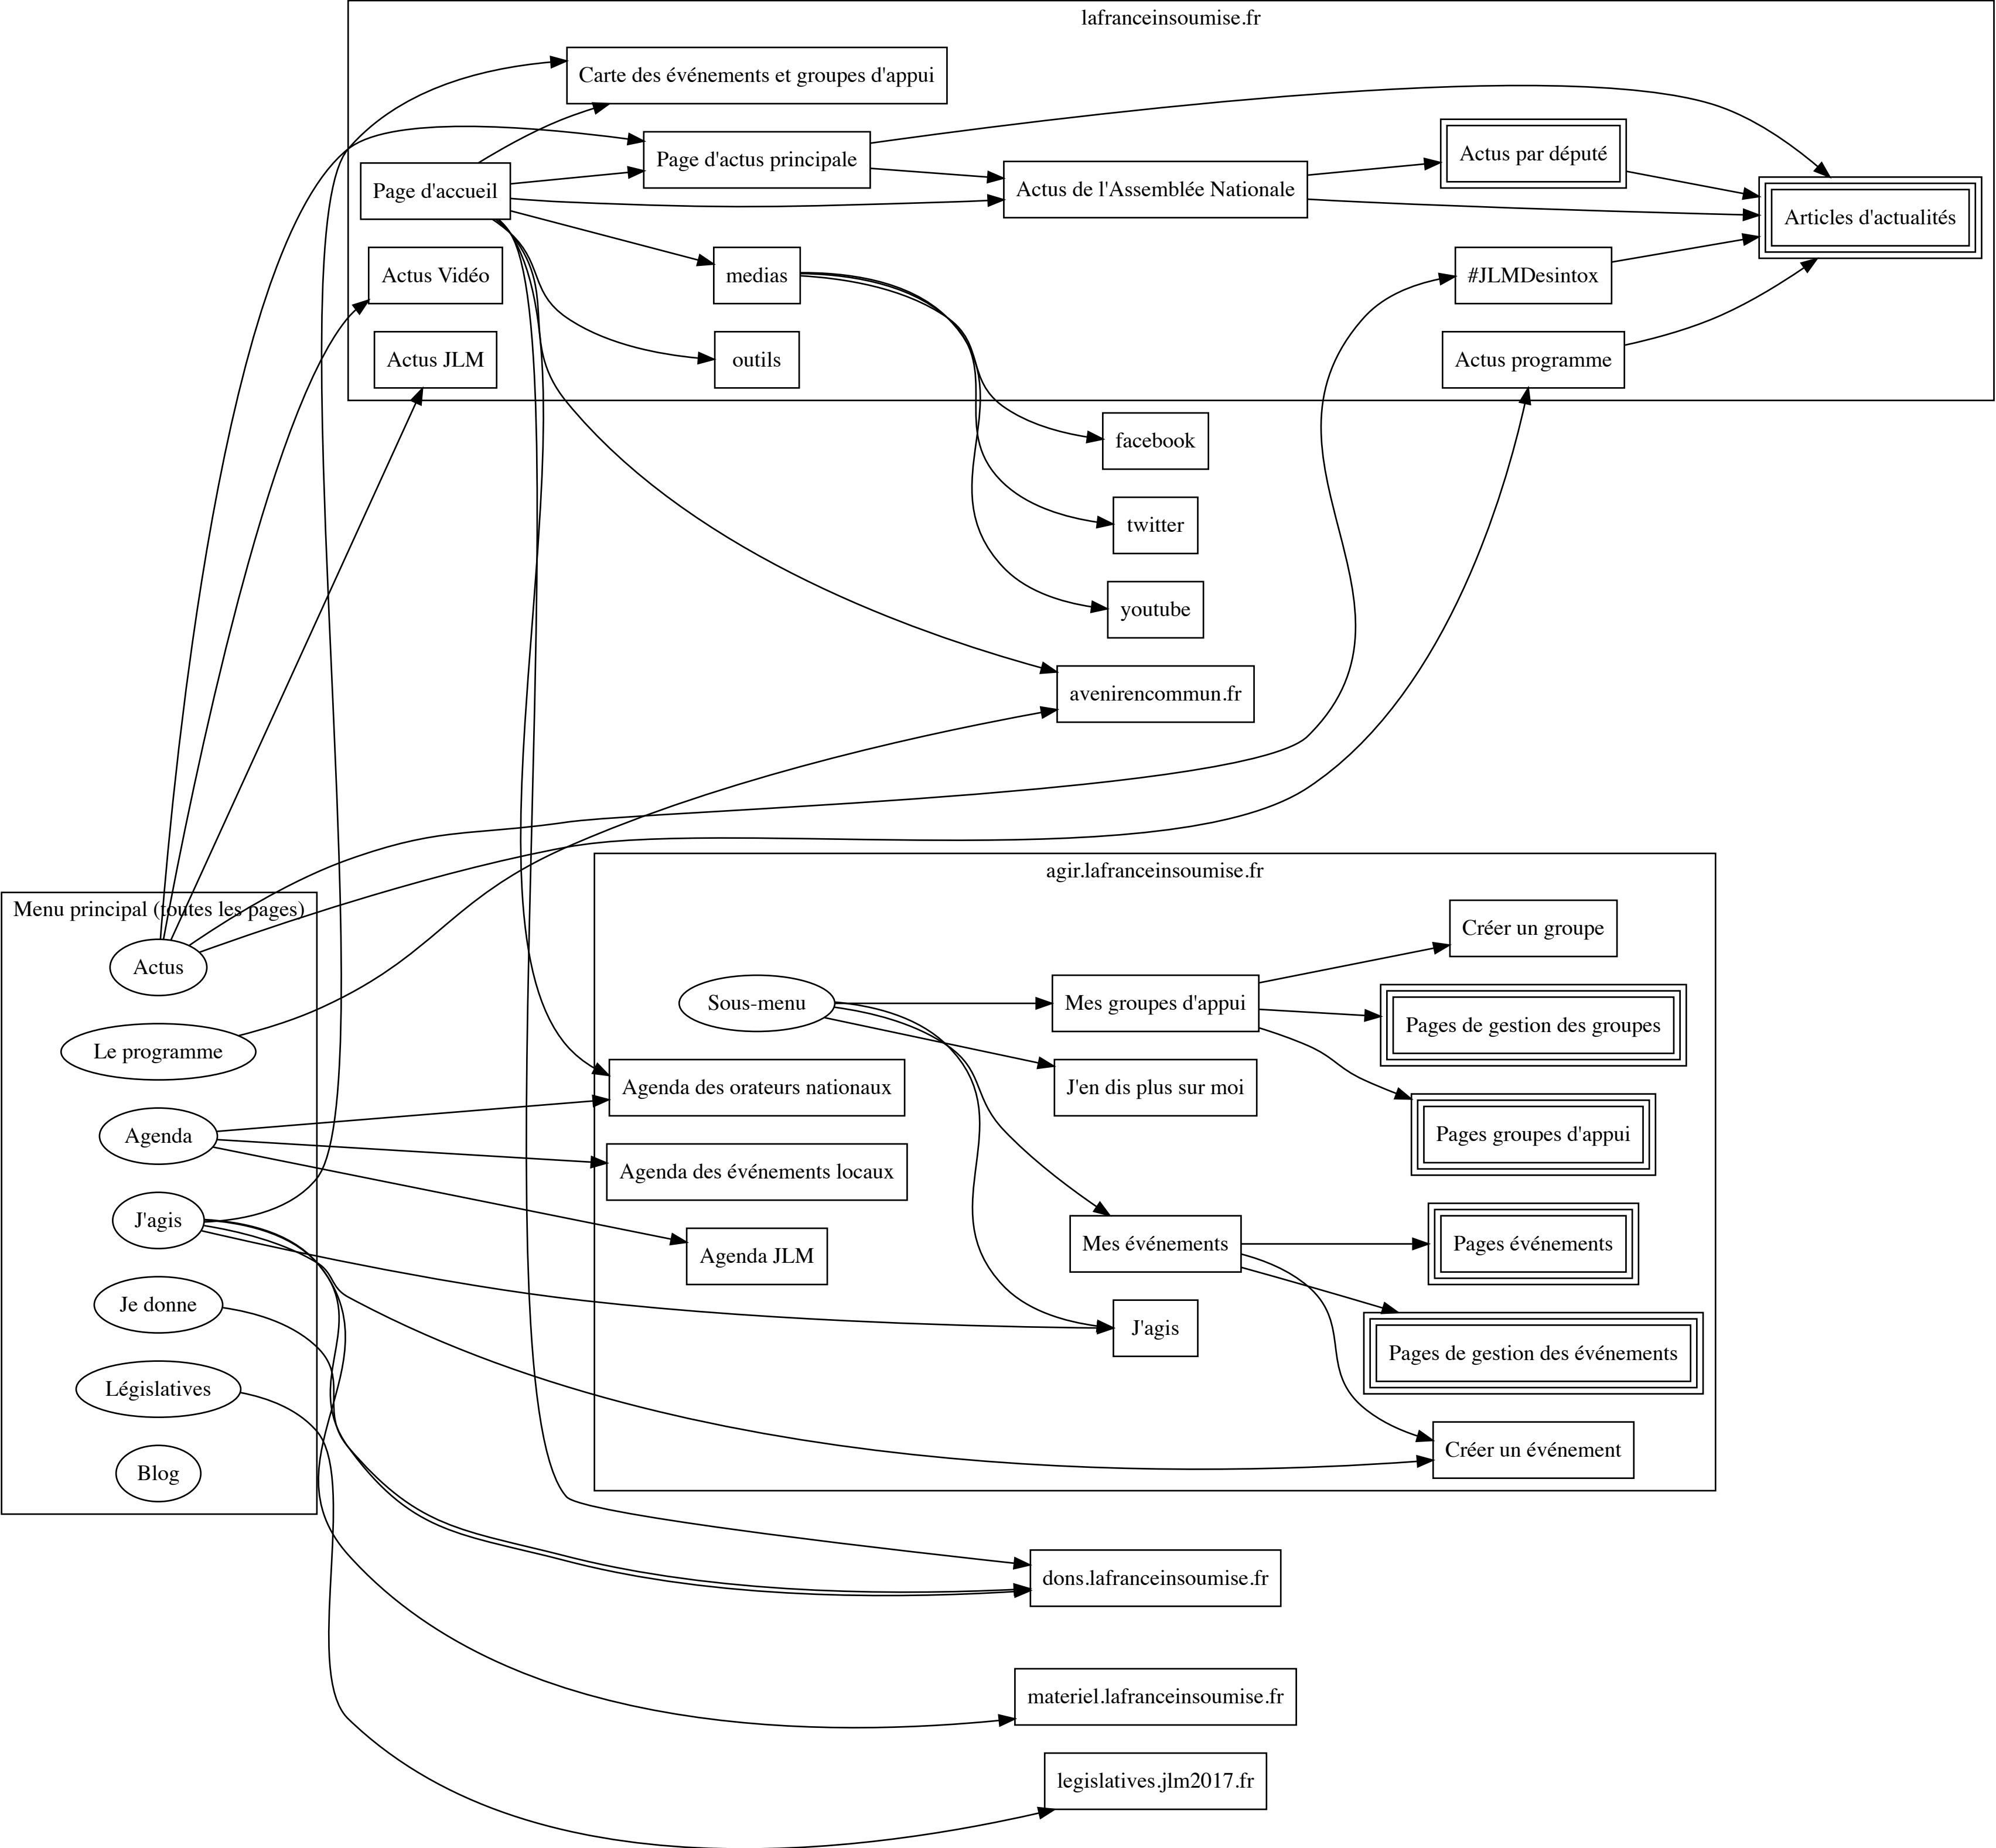 lafranceinsoumise.fr
Carte des événements et groupes d'appui
Page d'actus principale
Actus par député
Page d'accueil
Actus de l'Assemblée Nationale
Articles d'actualités
Actus Vidéo
medias
#JLMDesintox
Actus JLM
outils
Actus programme
facebook
twitter
youtube
avenirencommun.fr
agir.lafranceinsoumise.fr
Menu principal (toutes les pages)
Créer un groupe
Actus
Sous-menu
Mes groupes d'appui
Pages de gestion des groupes
Le programme
Agenda des orateurs nationaux
J'en dis plus sur moi
Agenda
Pages groupes d'appui
Agenda des événements locaux
J'agis
Mes événements
Pages événements
Agenda JLM
Je donne
J'agis
Pages de gestion des événements
Législatives
Créer un événement
Blog
dons.lafranceinsoumise.fr
materiel.lafranceinsoumise.fr
legislatives.jlm2017.fr